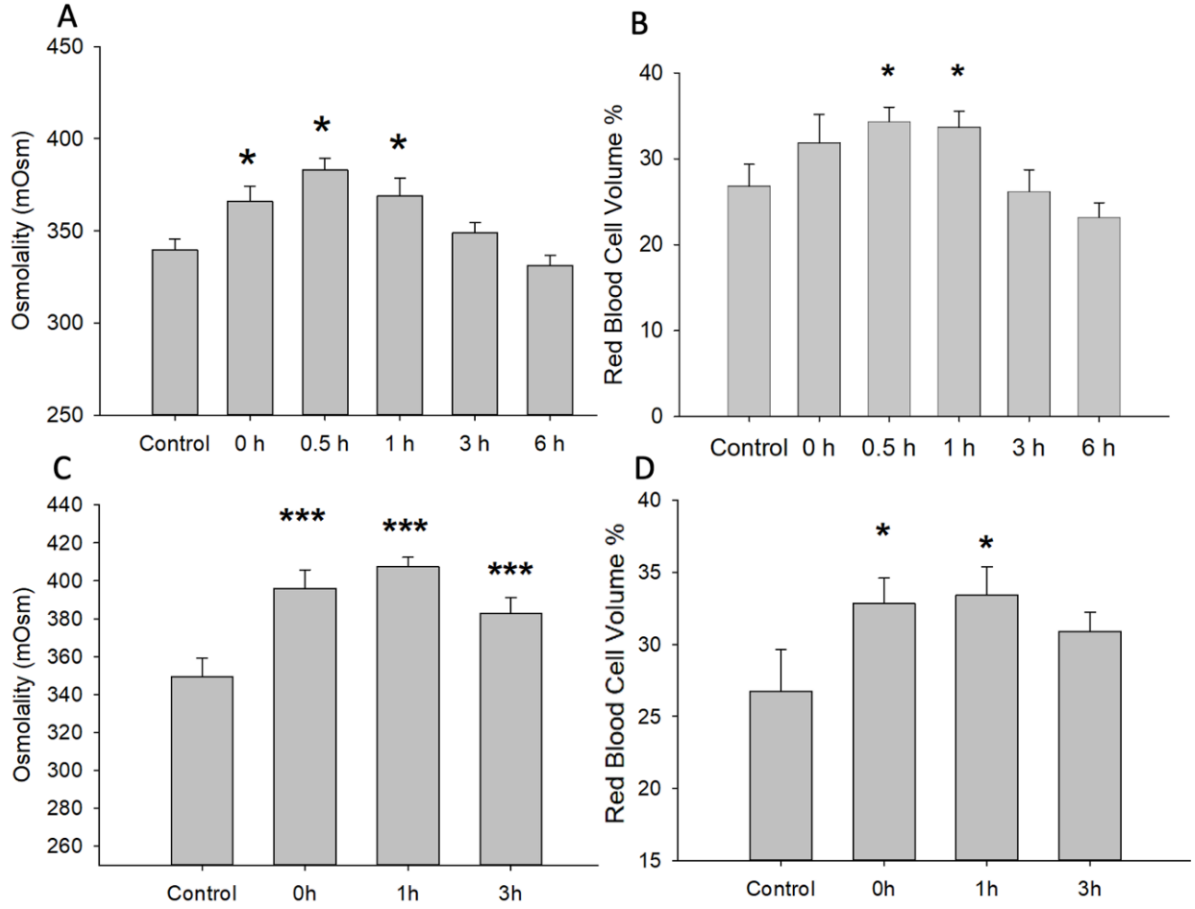 A
Osmolality (mOsm)
450
400
350
300
250
* * *
Control 0 h 0.5 h 1 h 3 h 6 h
B
Red Blood Cell Volume %
40
30
20
10
0
* *
Control 0 h 0.5 h 1 h 3 h 6 h
C
Osmolality (mOsm)
440
420
400
380
360
340
320
300
280
260
*** *** ***
Control 0h 1h 3h
D
Red Blood Cell Volume %
40
35
30
25
20
15
* *
Control 0h 1h 3h